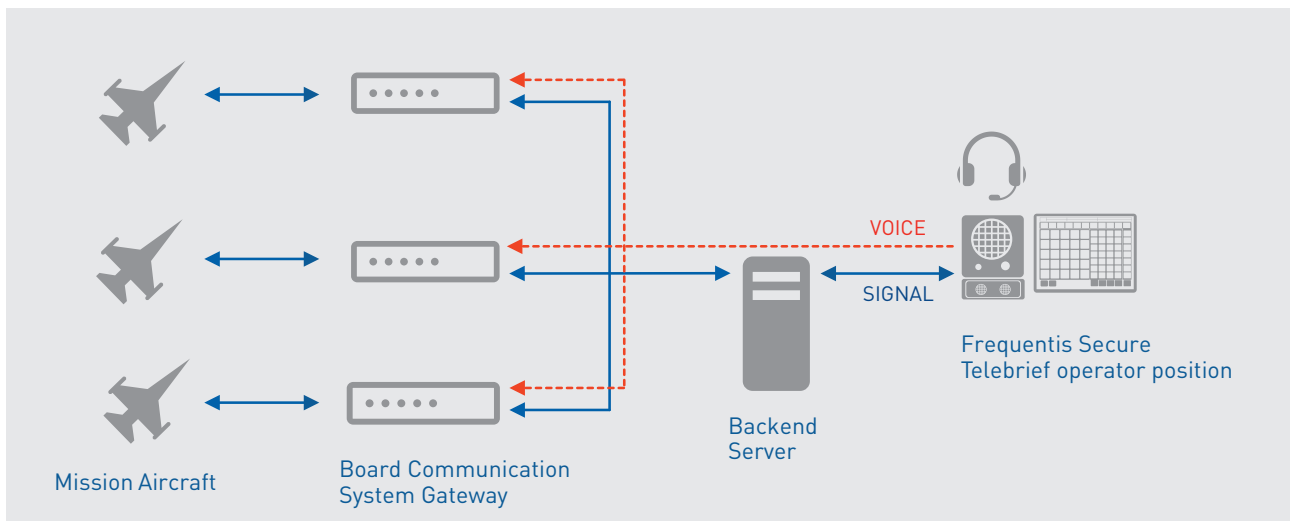 VOICE
SIGNAL
Frequentis Secure
Telebrief operator position
Backend
Server
Board Communication
System Gateway
Mission Aircraft